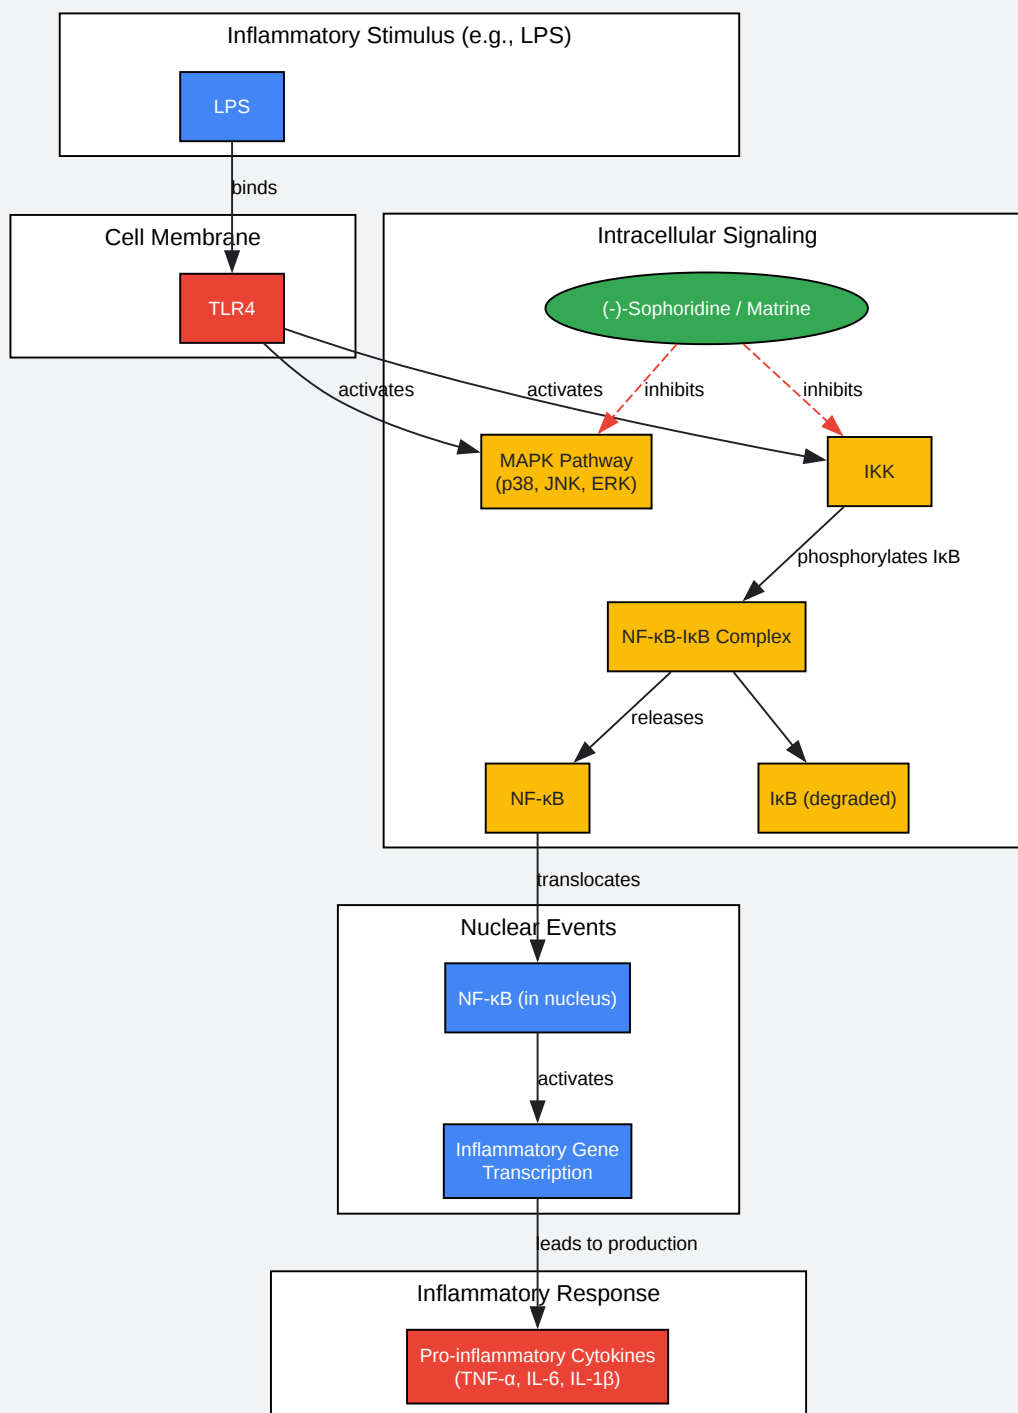 Inflammatory Stimulus (e.g., LPS)
LPS
binds
Cell Membrane
TLR4
Intracellular Signaling
(-)-Sophoridine / Matrine
activates
activates
inhibits
inhibits
MAPK Pathway
(p38, JNK, ERK)
IKK
phosphorylates IκB
NF-κB-IκB Complex
releases
NF-κB
IκB (degraded)
translocates
Nuclear Events
NF-κB (in nucleus)
activates
Inflammatory Gene
Transcription
leads to production
Inflammatory Response
Pro-inflammatory Cytokines
(TNF-α, IL-6, IL-1β)